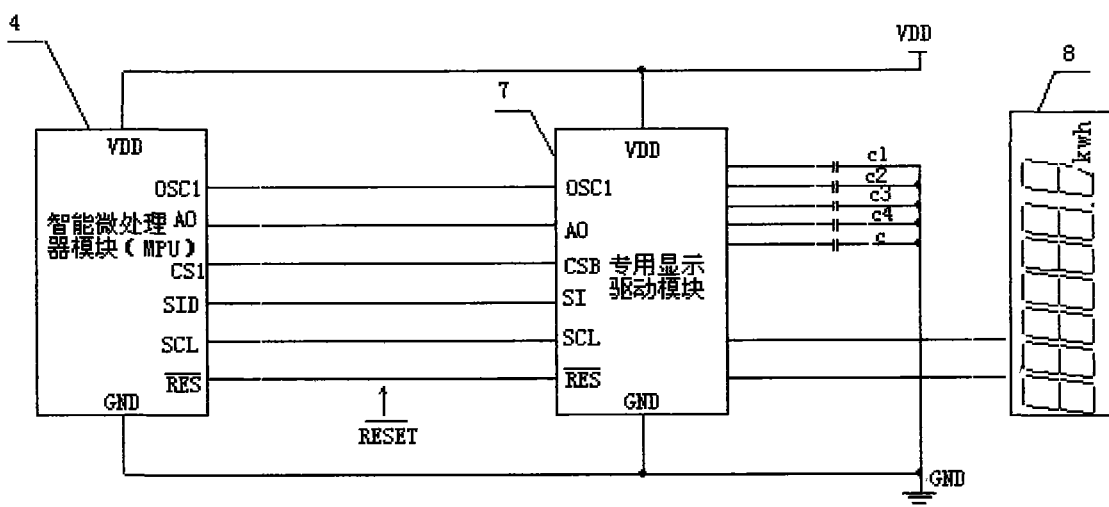 4
VDD
8
7
VDD
VDD
kwh
c1
OSC1
OSC1
c2
c3
智能微处理
器模块(MPU)
AO
AO
c4
c
CS1
CSB
专用显示
驱动模块
SID
SI
SCL
SCL
RES
RES
GND
GND
RESET
GND